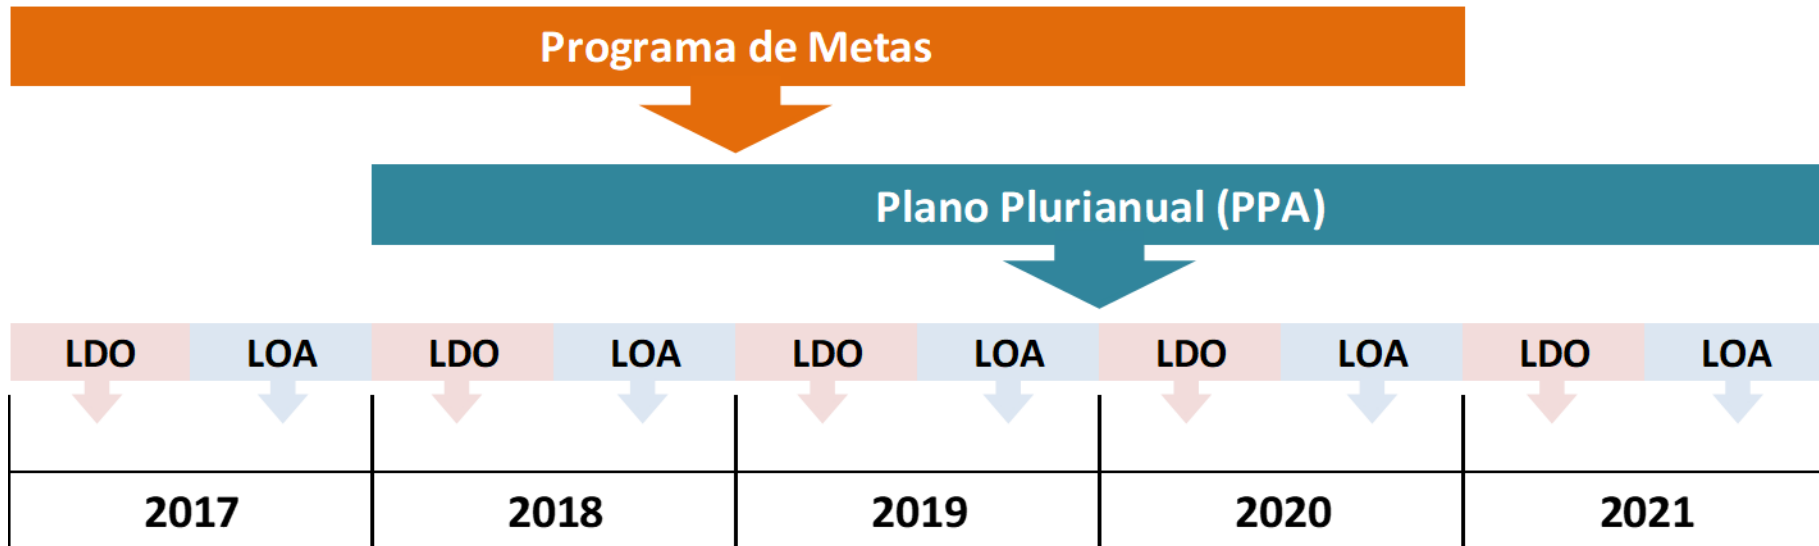 Programa de Metas
Plano Plurianual (PPA)
LDO LOA LDO LOA LDO LOA LDO LOA LDO LOA
2017 2018 2019 2020 2021